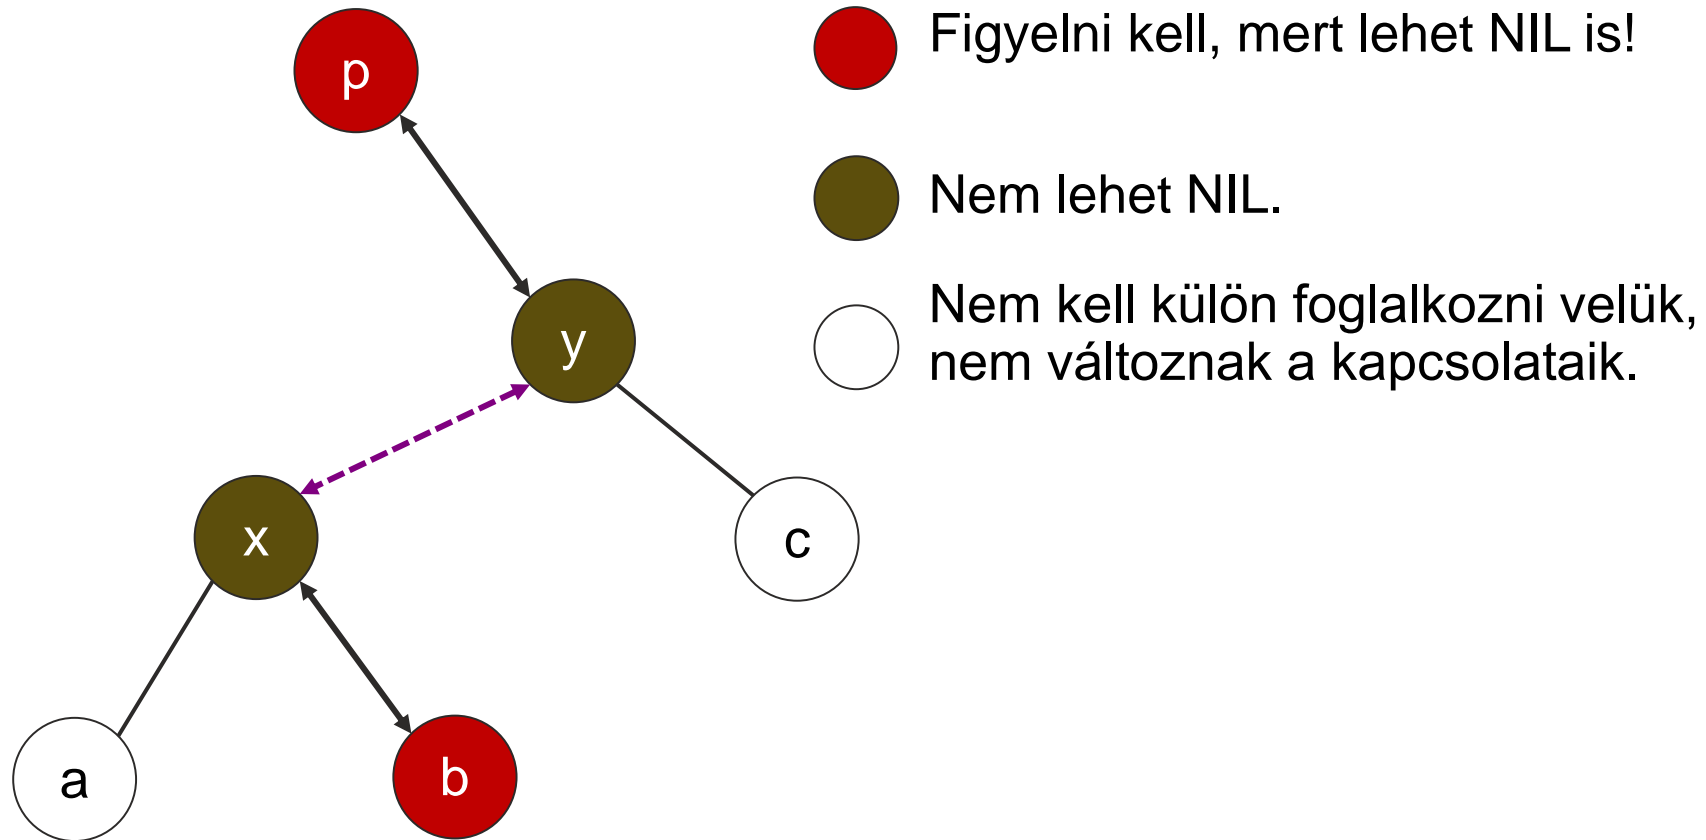 p
Figyelni kell, mert lehet NIL is!
Nem lehet NIL.
Nem kell külön foglalkozni velük,
nem változnak a kapcsolataik.
y
x
c
a
b